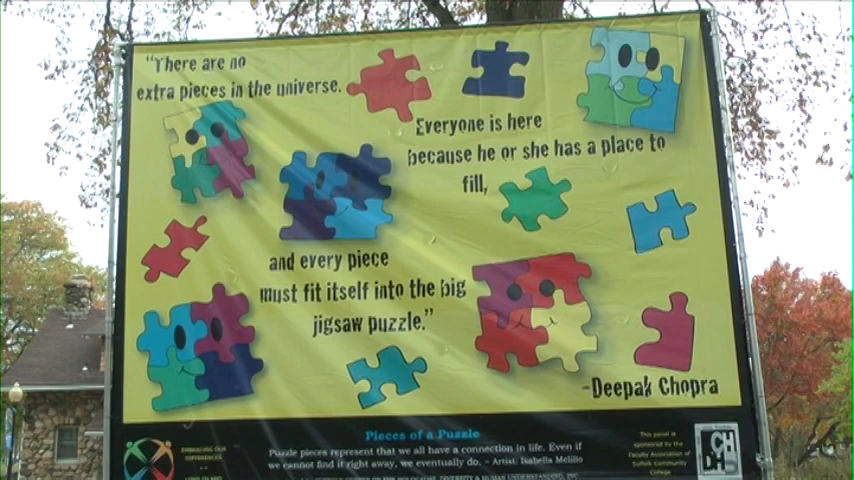 "There are no
extra pieces in the universe.
Everyone is here
because he or she has a place to
fill,
and every piece
must fit itself into the big
jigsaw puzzle."
-Deepak Chopra
Pieces of a Puzzle
Puzzle pieces represent that we all have a connection in life. Even if
we cannot find it right away, we eventually do. - Artist: Isabella Melillo
EMBRACING OUR
DIFFERENCES
LONG ISLAND
This panel is
sponsored by the
Faculty Association of
Suffolk Community
College
CH
DH